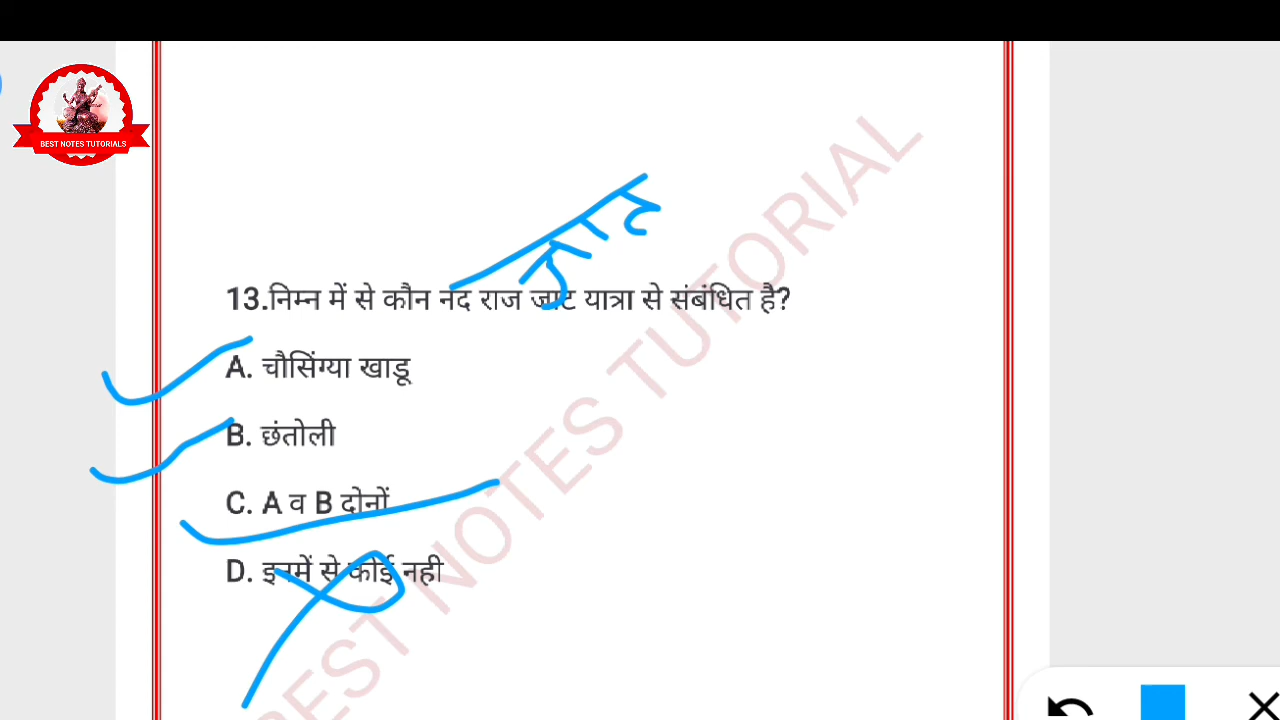 BEST NOTES TUTORIALS
जात
13.निम्न में से कौन नंद राज जाट यात्रा से संबंधित है?
A. चौसिंग्या खाडू
B. छंतोली
C. A व B दोनों
D. इनमें से कोई नही
BEST NOTES TUTORIAL